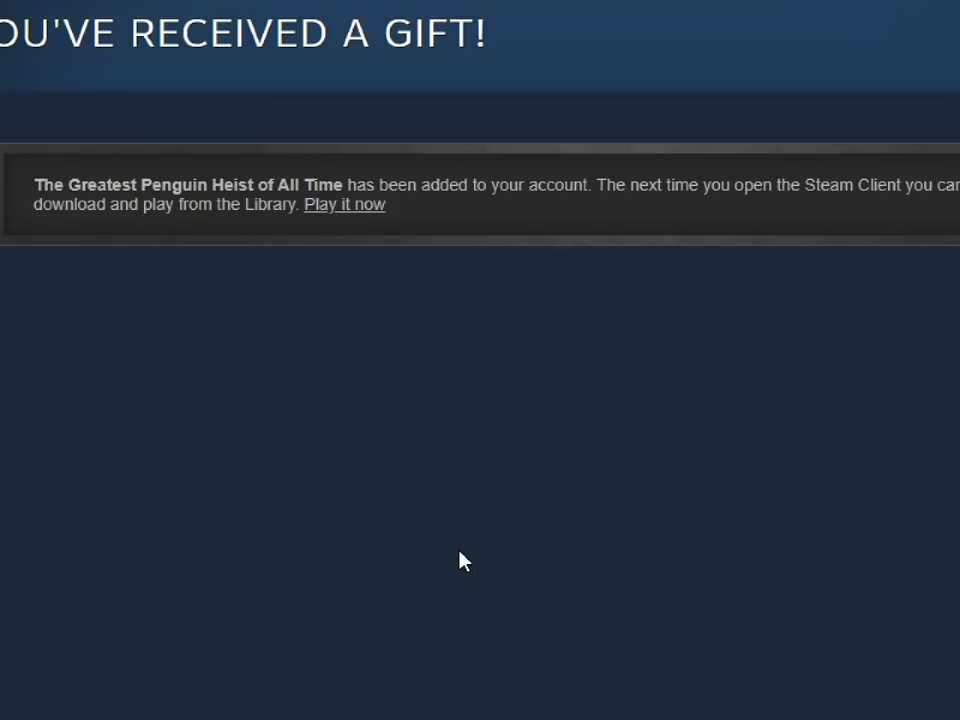 OU'VE RECEIVED A GIFT!
The Greatest Penguin Heist of All Time has been added to your account. The next time you open the Steam Client you can
download and play from the Library. Play it now